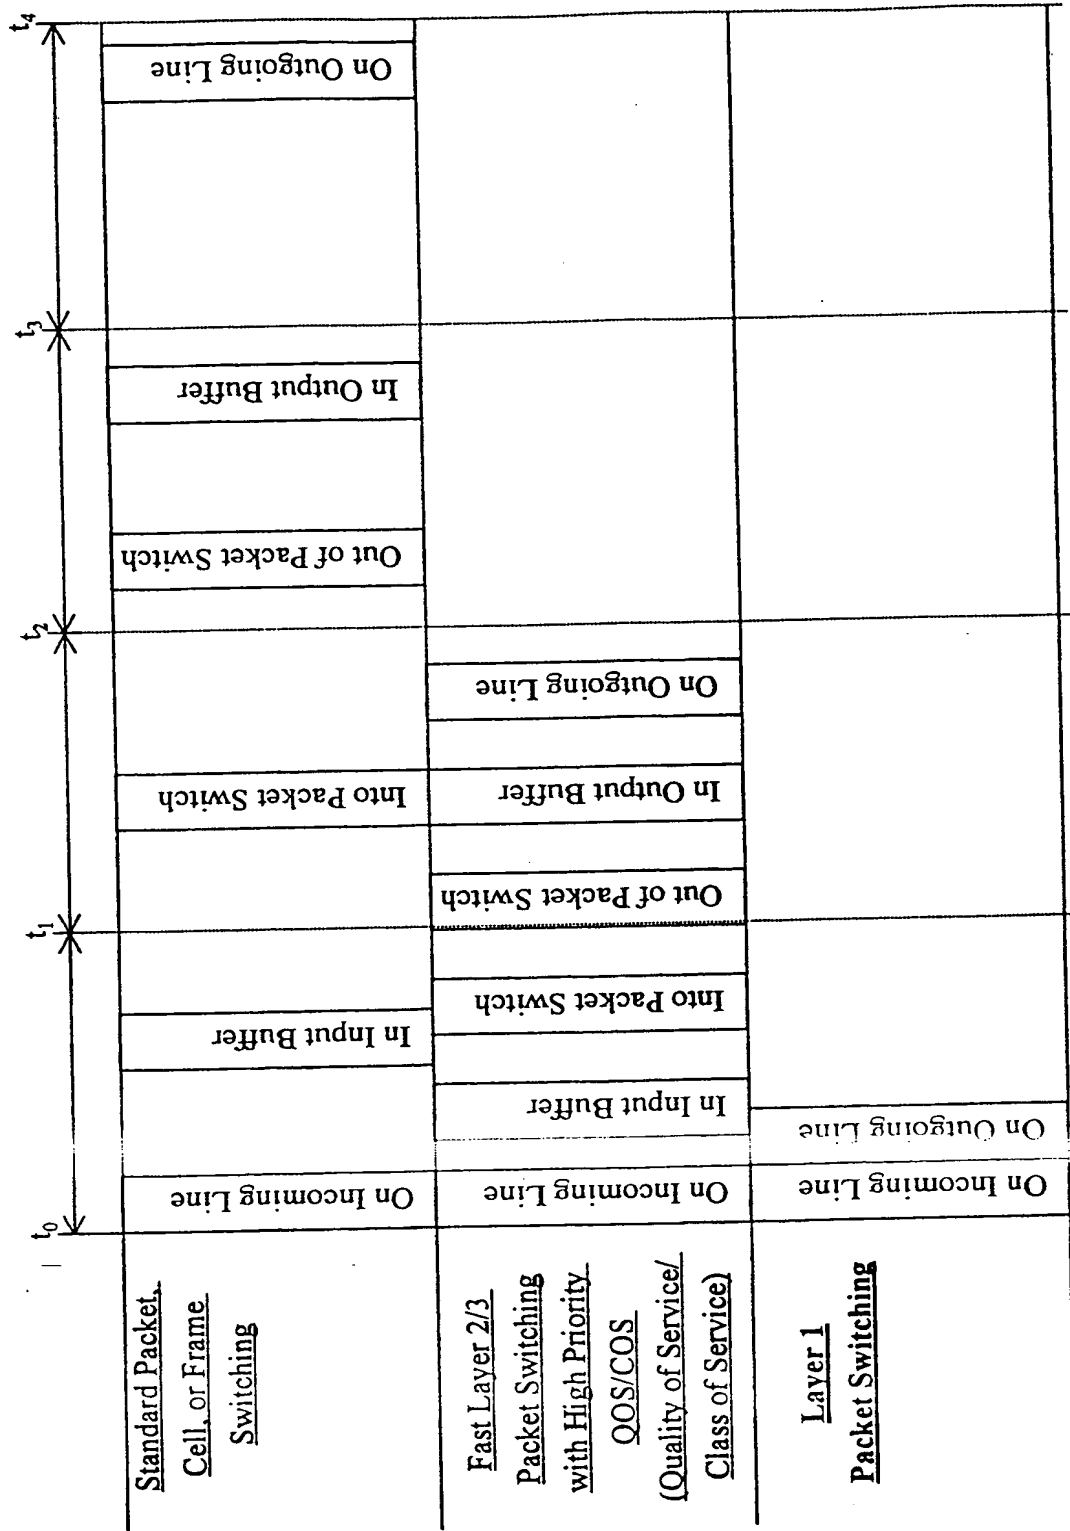 t0
t1
t2
t3
t4
Standard Packet,
Cell, or Frame
Switching
On Incoming Line
In Input Buffer
Into Packet Switch
Out of Packet Switch
In Output Buffer
On Outgoing Line
Fast Layer 2/3
Packet Switching
with High Priority
QOS/COS
(Quality of Service/
Class of Service)
On Incoming Line
In Input Buffer
Into Packet Switch
Out of Packet Switch
In Output Buffer
On Outgoing Line
Layer 1
Packet Switching
On Incoming Line
On Outgoing Line